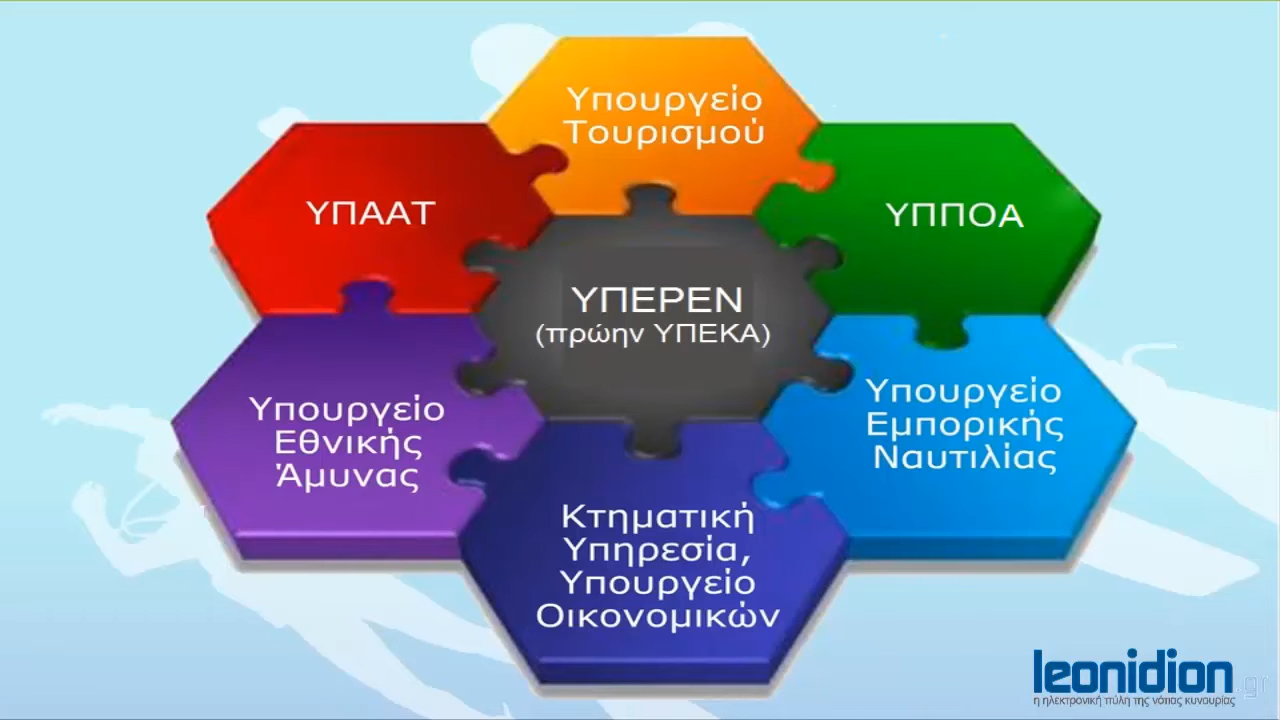 Υπουργείο
Τουρισμού
ΥΠΑΑΤ
ΥΠΠΟΑ
ΥΠΕΡΕΝ
(πρώην ΥΠΕΚΑ)
Υπουργείο
Εθνικής
Άμυνας
Υπουργείο
Εμπορικής
Ναυτιλίας
Κτηματική
Υπηρεσία,
Υπουργείο
Οικονομικών
leonidion.gr
η ηλεκτρονική πύλη της νότιας κυνουρίας